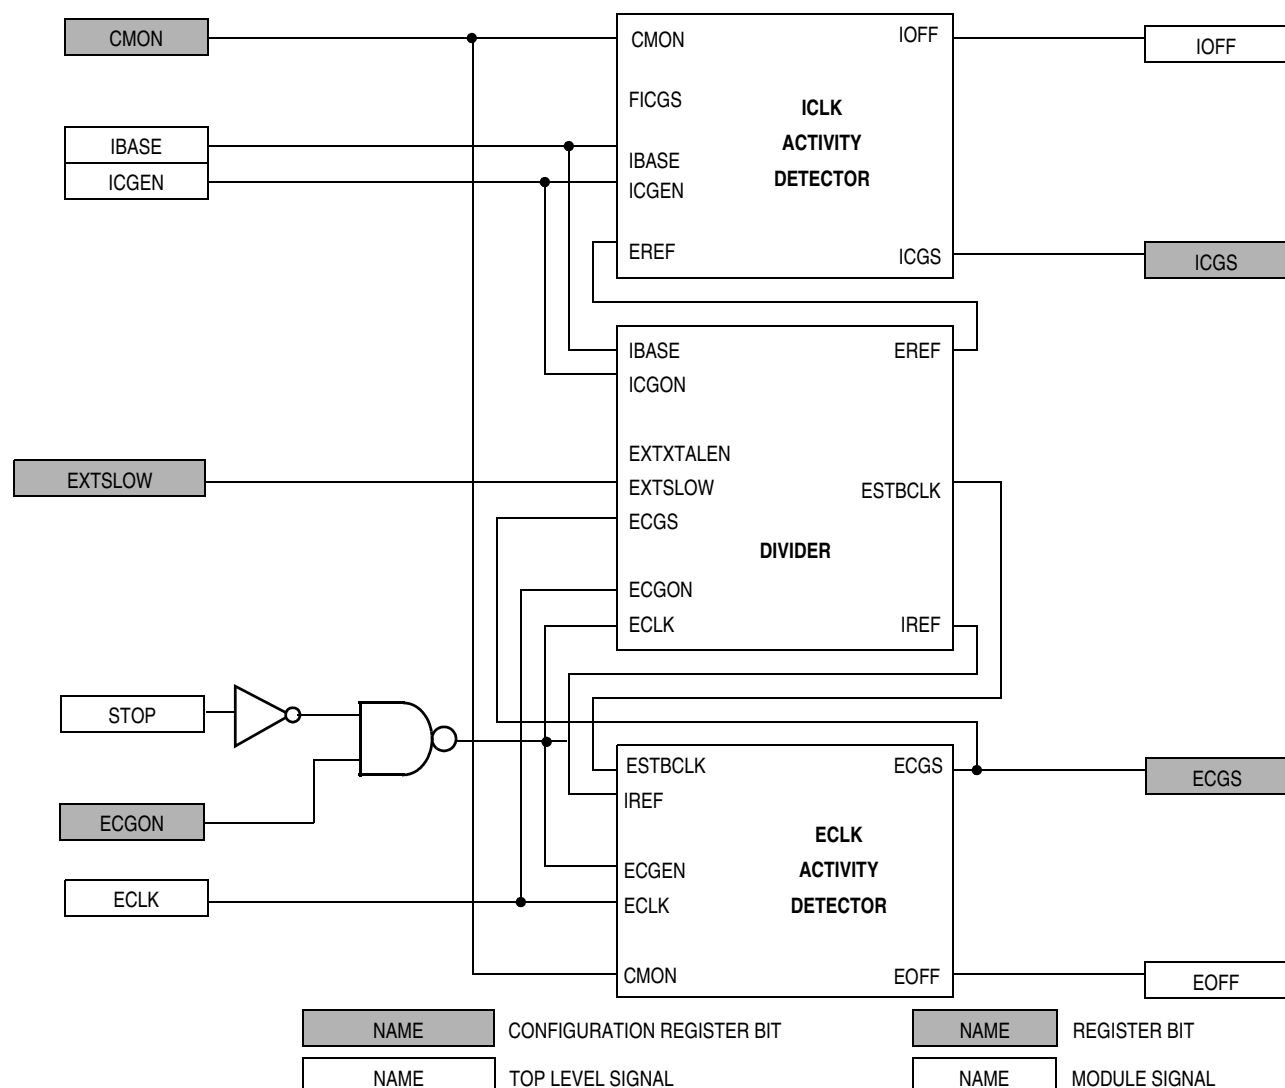 CMON
IBASE
ICGEN
CMON
FICGS
IBASE
ICGEN
EREF
ICLK
ACTIVITY
DETECTOR
IOFF
ICGS
IOFF
ICGS
EXTSLOW
IBASE
ICGON
EXTXTALEN
EXTSLOW
ECGS
ECGON
ECLK
DIVIDER
EREF
ESTBCLK
IREF
STOP
ECGON
ECLK
ESTBCLK
IREF
ECGEN
ECLK
CMON
ECLK
ACTIVITY
DETECTOR
ECGS
EOFF
ECGS
EOFF
NAME CONFIGURATION REGISTER BIT
NAME REGISTER BIT
NAME TOP LEVEL SIGNAL
NAME MODULE SIGNAL